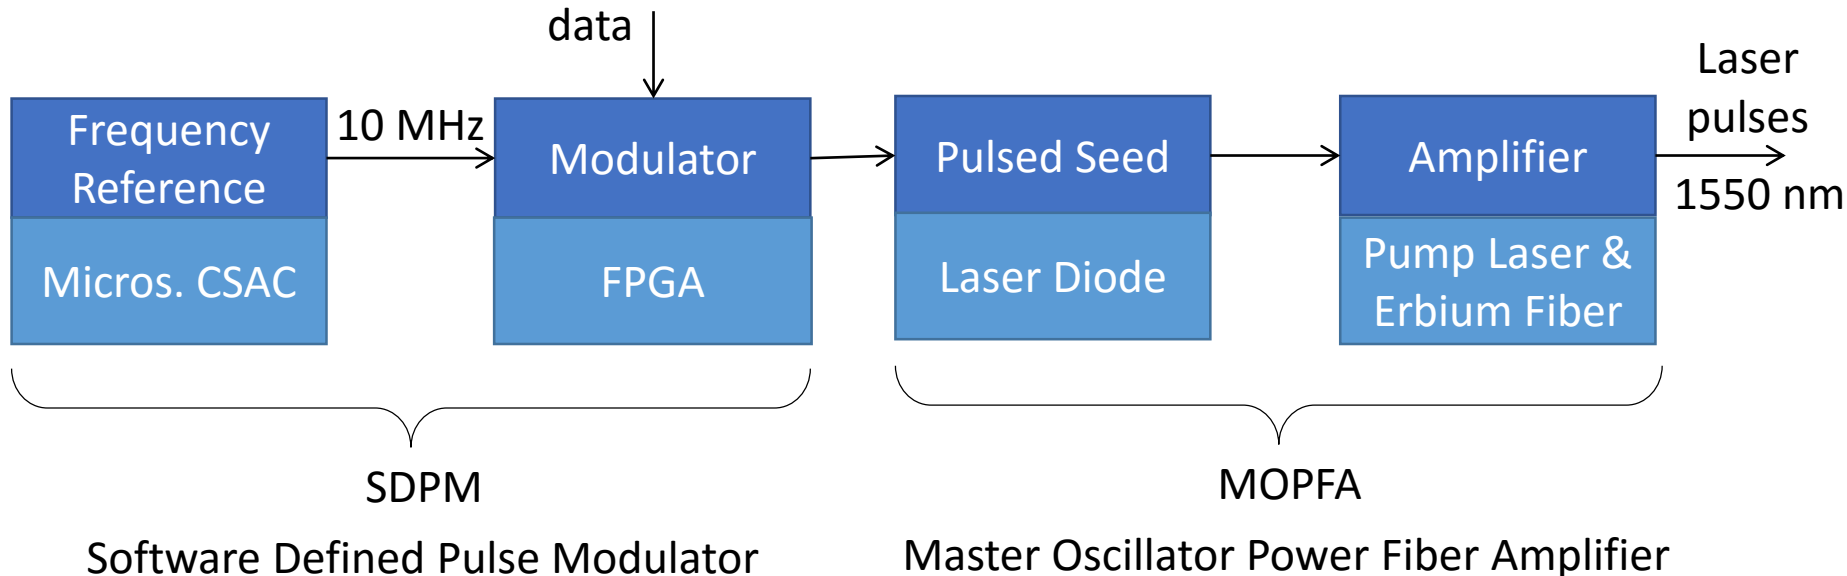 data
Laser
pulses
1550 nm
Frequency
Reference
10 MHz
Modulator
Pulsed Seed
Amplifier
Micros. CSAC
FPGA
Laser Diode
Pump Laser &
Erbium Fiber
SDPM
Software Defined Pulse Modulator
MOPFA
Master Oscillator Power Fiber Amplifier